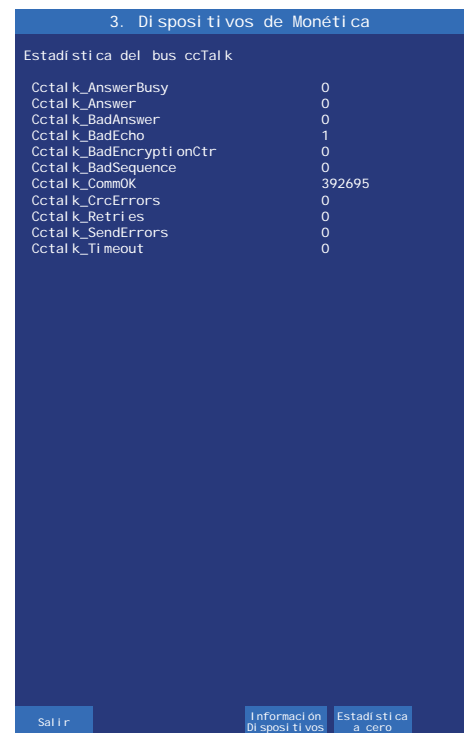 3. Dispositivos de Monética
Estadística del bus ccTalk
Cctalk_AnswerBusy 0
Cctalk_Answer 0
Cctalk_BadAnswer 0
Cctalk_BadEcho 1
Cctalk_BadEncryptionCtr 0
Cctalk_BadSequence 0
Cctalk_CommOK 392695
Cctalk_CrcErrors 0
Cctalk_Retries 0
Cctalk_SendErrors 0
Cctalk_Timeout 0
Salir
Información
Dispositivos
Estadística
a cero